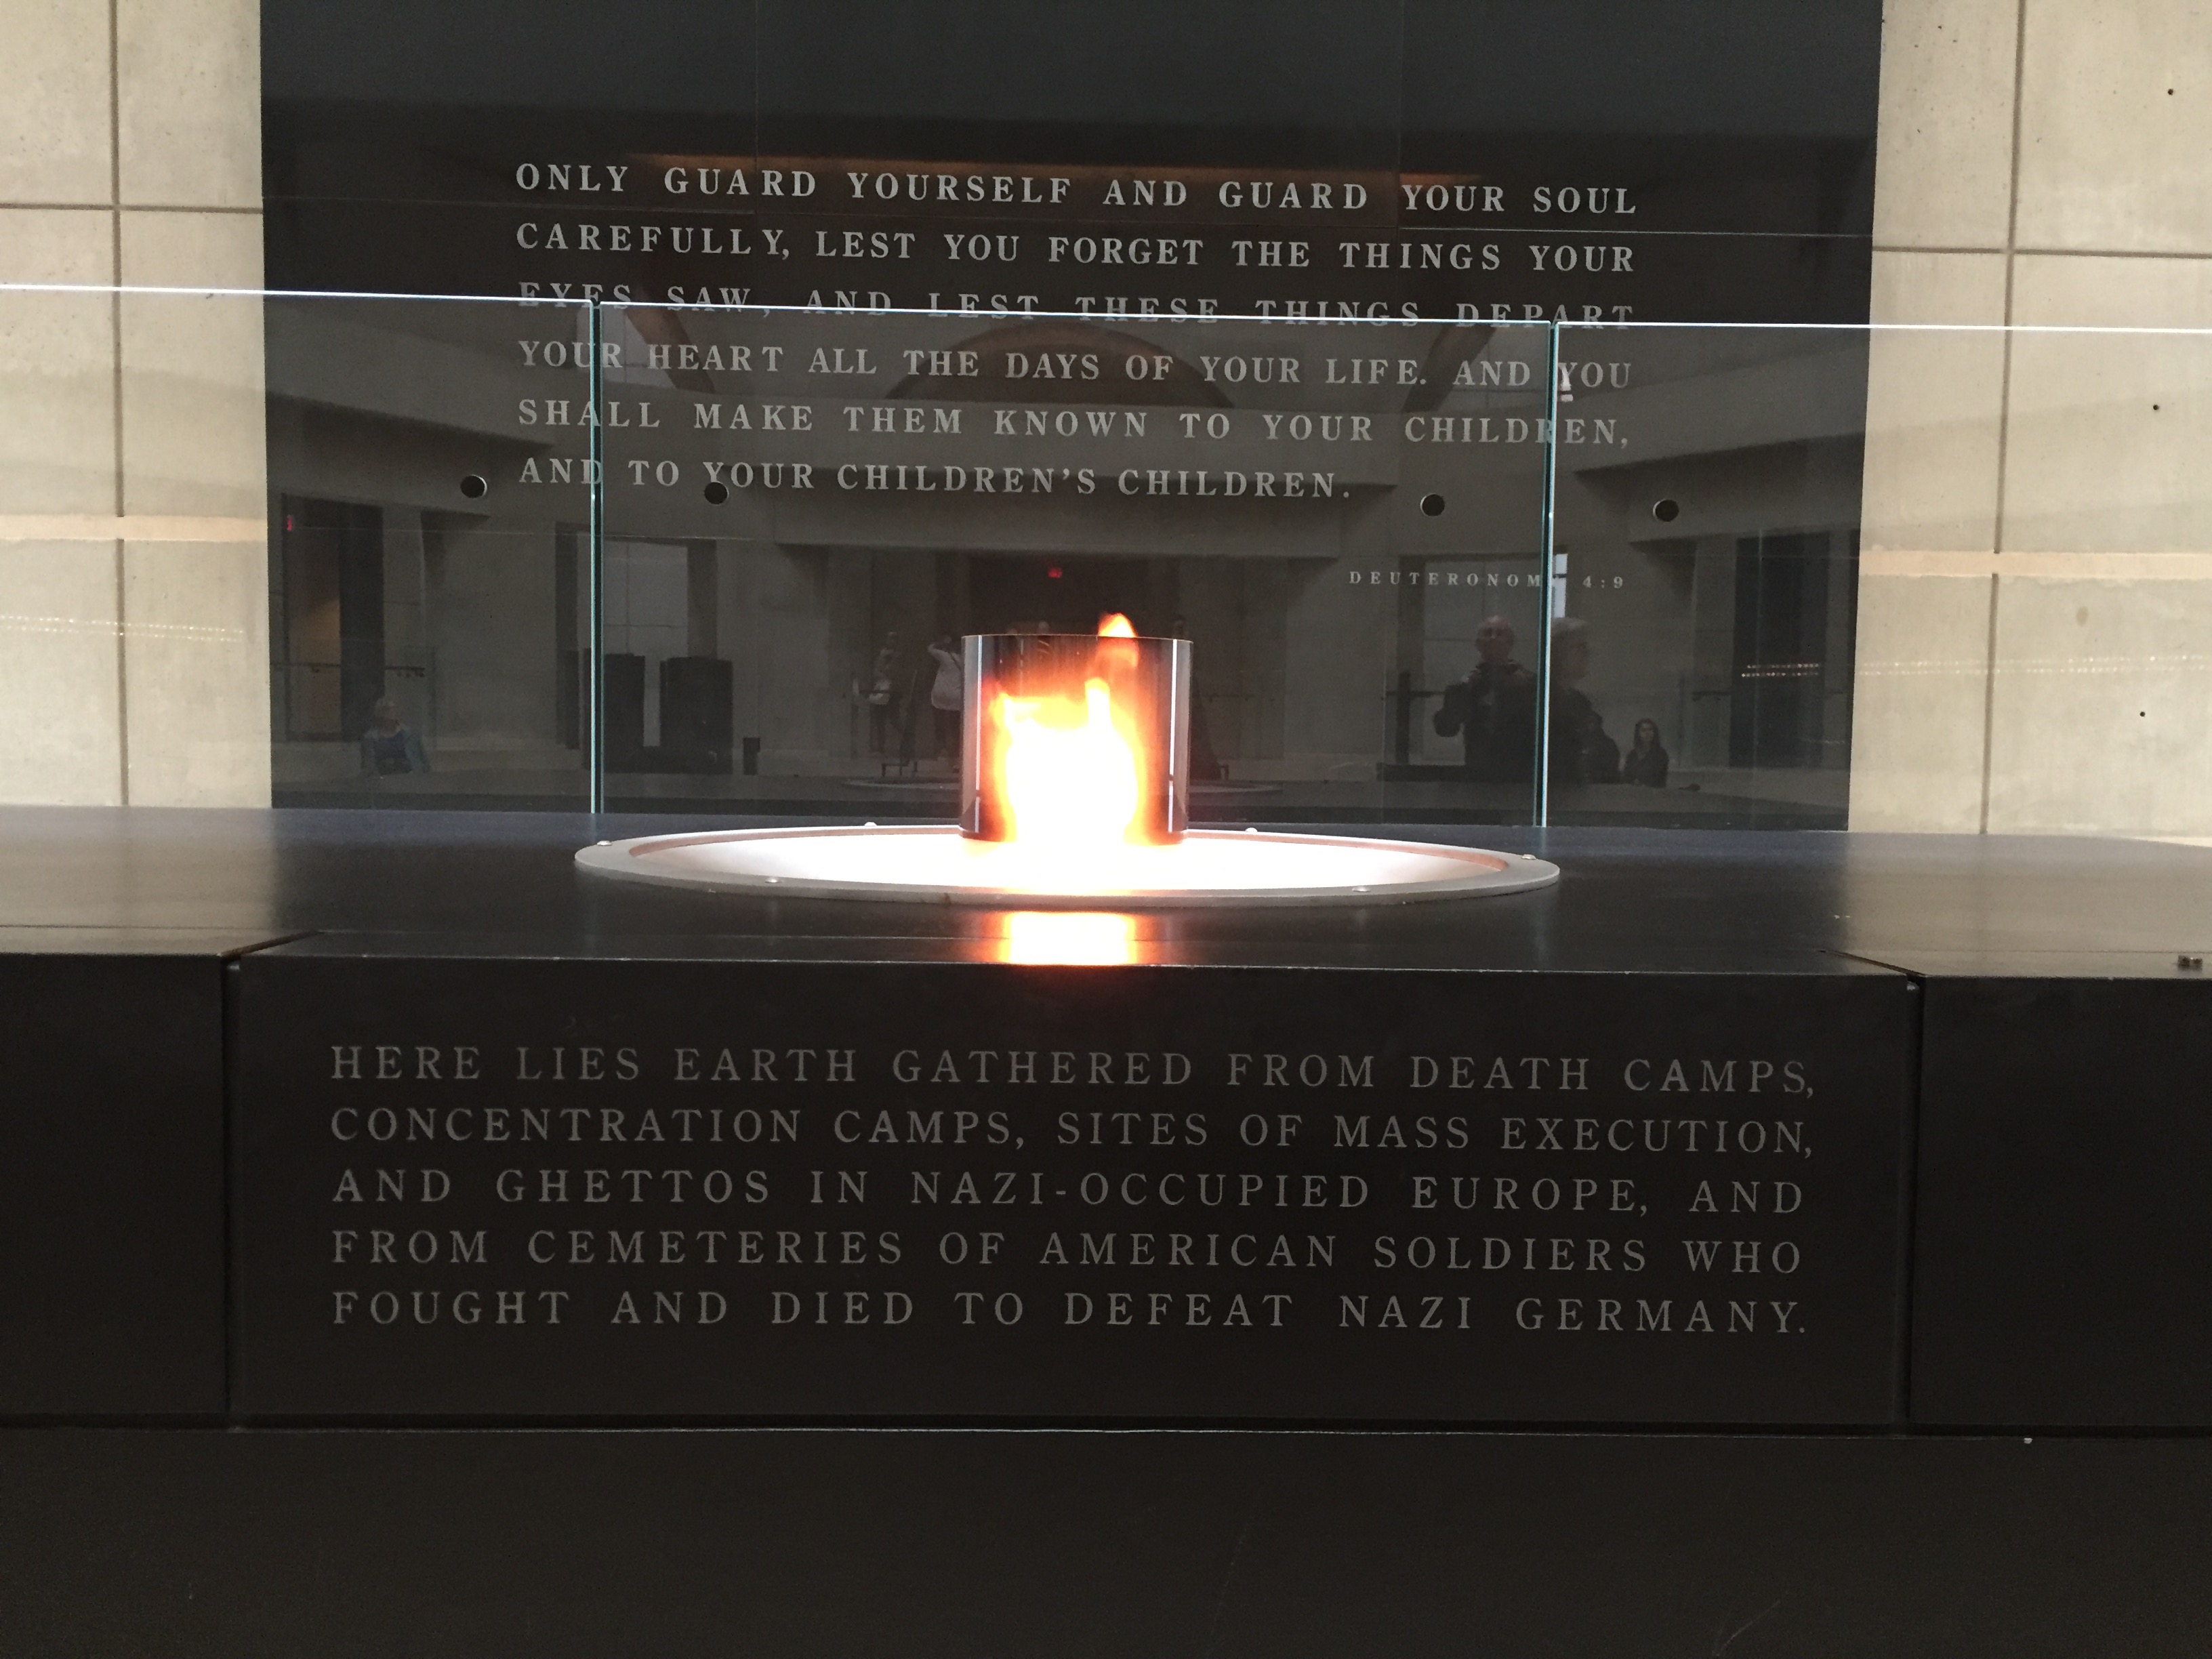 ONLY GUARD YOURSELF AND GUARD YOUR SOUL
CAREFULLY, LEST YOU FORGET THE THINGS YOUR
EYES SAW, AND LEST THESE THINGS DEPART
YOUR HEART ALL THE DAYS OF YOUR LIFE. AND YOU
SHALL MAKE THEM KNOWN TO YOUR CHILDREN,
AND TO YOUR CHILDREN'S CHILDREN.
DEUTERONOMY 4:9
HERE LIES EARTH GATHERED FROM DEATH CAMPS,
CONCENTRATION CAMPS, SITES OF MASS EXECUTION,
AND GHETTOS IN NAZI-OCCUPIED EUROPE, AND
FROM CEMETERIES OF AMERICAN SOLDIERS WHO
FOUGHT AND DIED TO DEFEAT NAZI GERMANY.